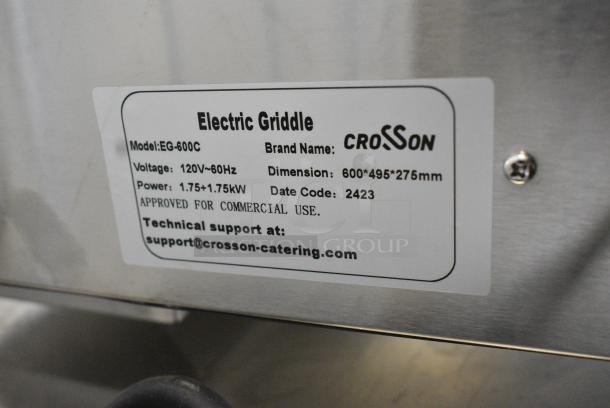 Electric Griddle
Model:EG-600C Brand Name: CROSSON
Voltage: 120V~60Hz Dimension: 600*495*275mm
Power: 1.75+1.75kW Date Code: 2423
APPROVED FOR COMMERCIAL USE.
Technical support at:
support@crosson-catering.com
AUCTION GROUP